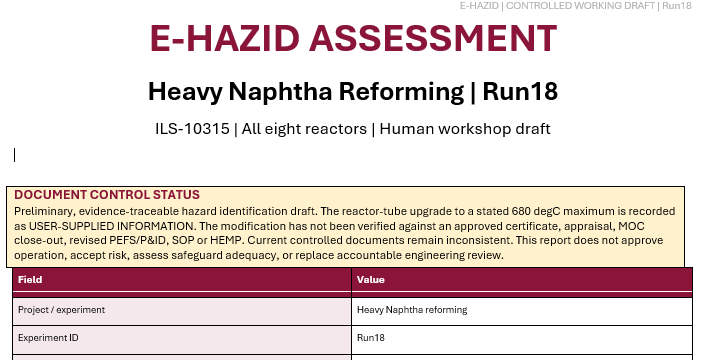 E-HAZID | CONTROLLED WORKING DRAFT | Run18
E-HAZID ASSESSMENT
Heavy Naphtha Reforming | Run18
ILS-10315 | All eight reactors | Human workshop draft
DOCUMENT CONTROL STATUS
Preliminary, evidence-traceable hazard identification draft. The reactor-tube upgrade to a stated 680 degC maximum is recorded
as USER-SUPPLIED INFORMATION. The modification has not been verified against an approved certificate, appraisal, MOC
close-out, revised PEFS/P&ID, SOP or HEMP. Current controlled documents remain inconsistent. This report does not approve
operation, accept risk, assess safeguard adequacy, or replace accountable engineering review.
Field Value
Project / experiment Heavy Naphtha reforming
Experiment ID Run18